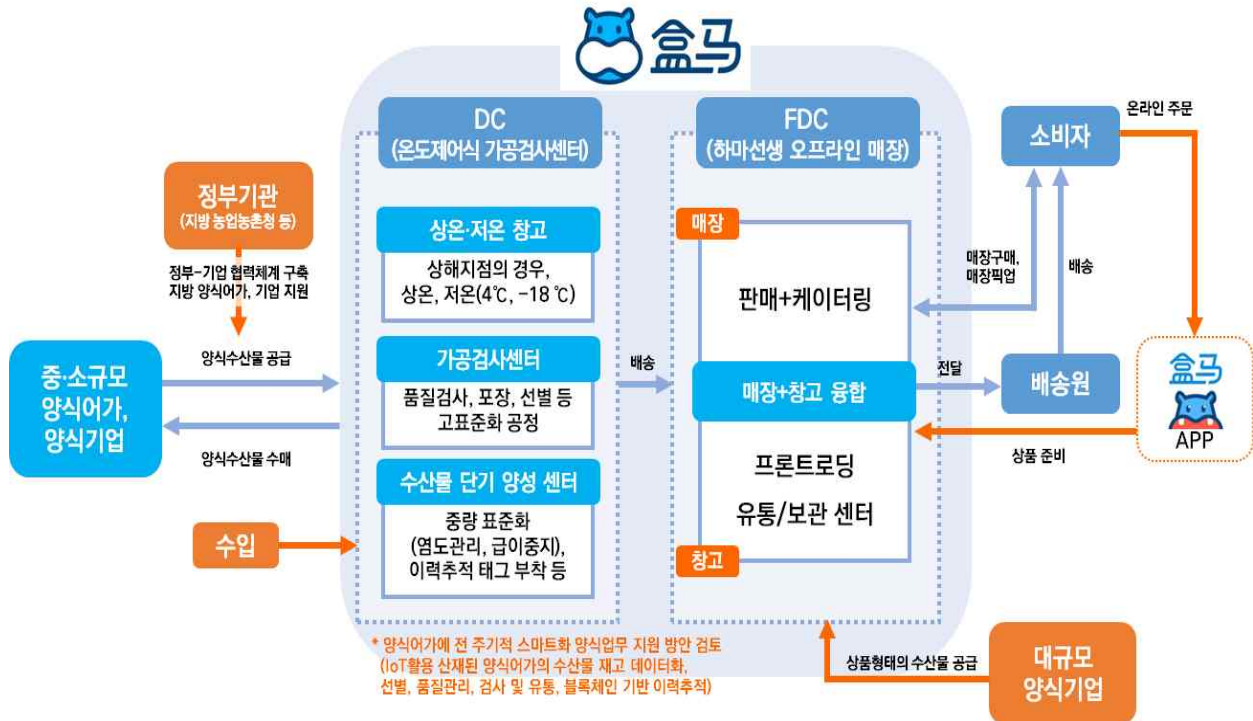 盒马
DC
(온도제어식 가공검사센터)
FDC
(하마선생 오프라인 매장)
소비자
온라인 주문
정부기관
(지방 농업농촌청 등)
정부-기업 협력체계 구축
지방 양식어가, 기업 지원
상온·저온 창고
상해지점의 경우,
상온, 저온(4℃, -18 ℃)
매장
판매+케이터링
매장구매,
매장픽업
배송
중·소규모
양식어가,
양식기업
양식수산물 공급
양식수산물 수매
가공검사센터
품질검사, 포장, 선별 등
고표준화 공정
배송
매장+창고 융합
전달
배송원
盒马
APP
상품 준비
수산물 단기 양성 센터
중량 표준화
(염도관리, 급이중지),
이력추적 태그 부착 등
프론트로딩
유통/보관 센터
창고
수입
* 양식어가에 전 주기적 스마트화 양식업무 지원 방안 검토
(IoT활용 산재된 양식어가의 수산물 재고 데이터화,
선별, 품질관리, 검사 및 유통, 블록체인 기반 이력추적)
상품형태의 수산물 공급
대규모
양식기업